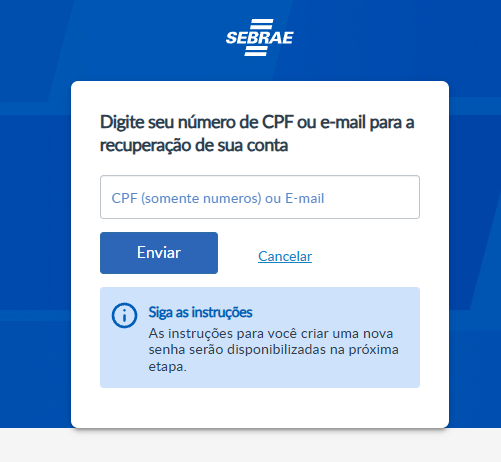 SEBRAE
Digite seu número de CPF ou e-mail para a
recuperação de sua conta
CPF (somente numeros) ou E-mail
Enviar
Cancelar
Siga as instruções
As instruções para você criar uma nova
senha serão disponibilizadas na próxima
etapa.